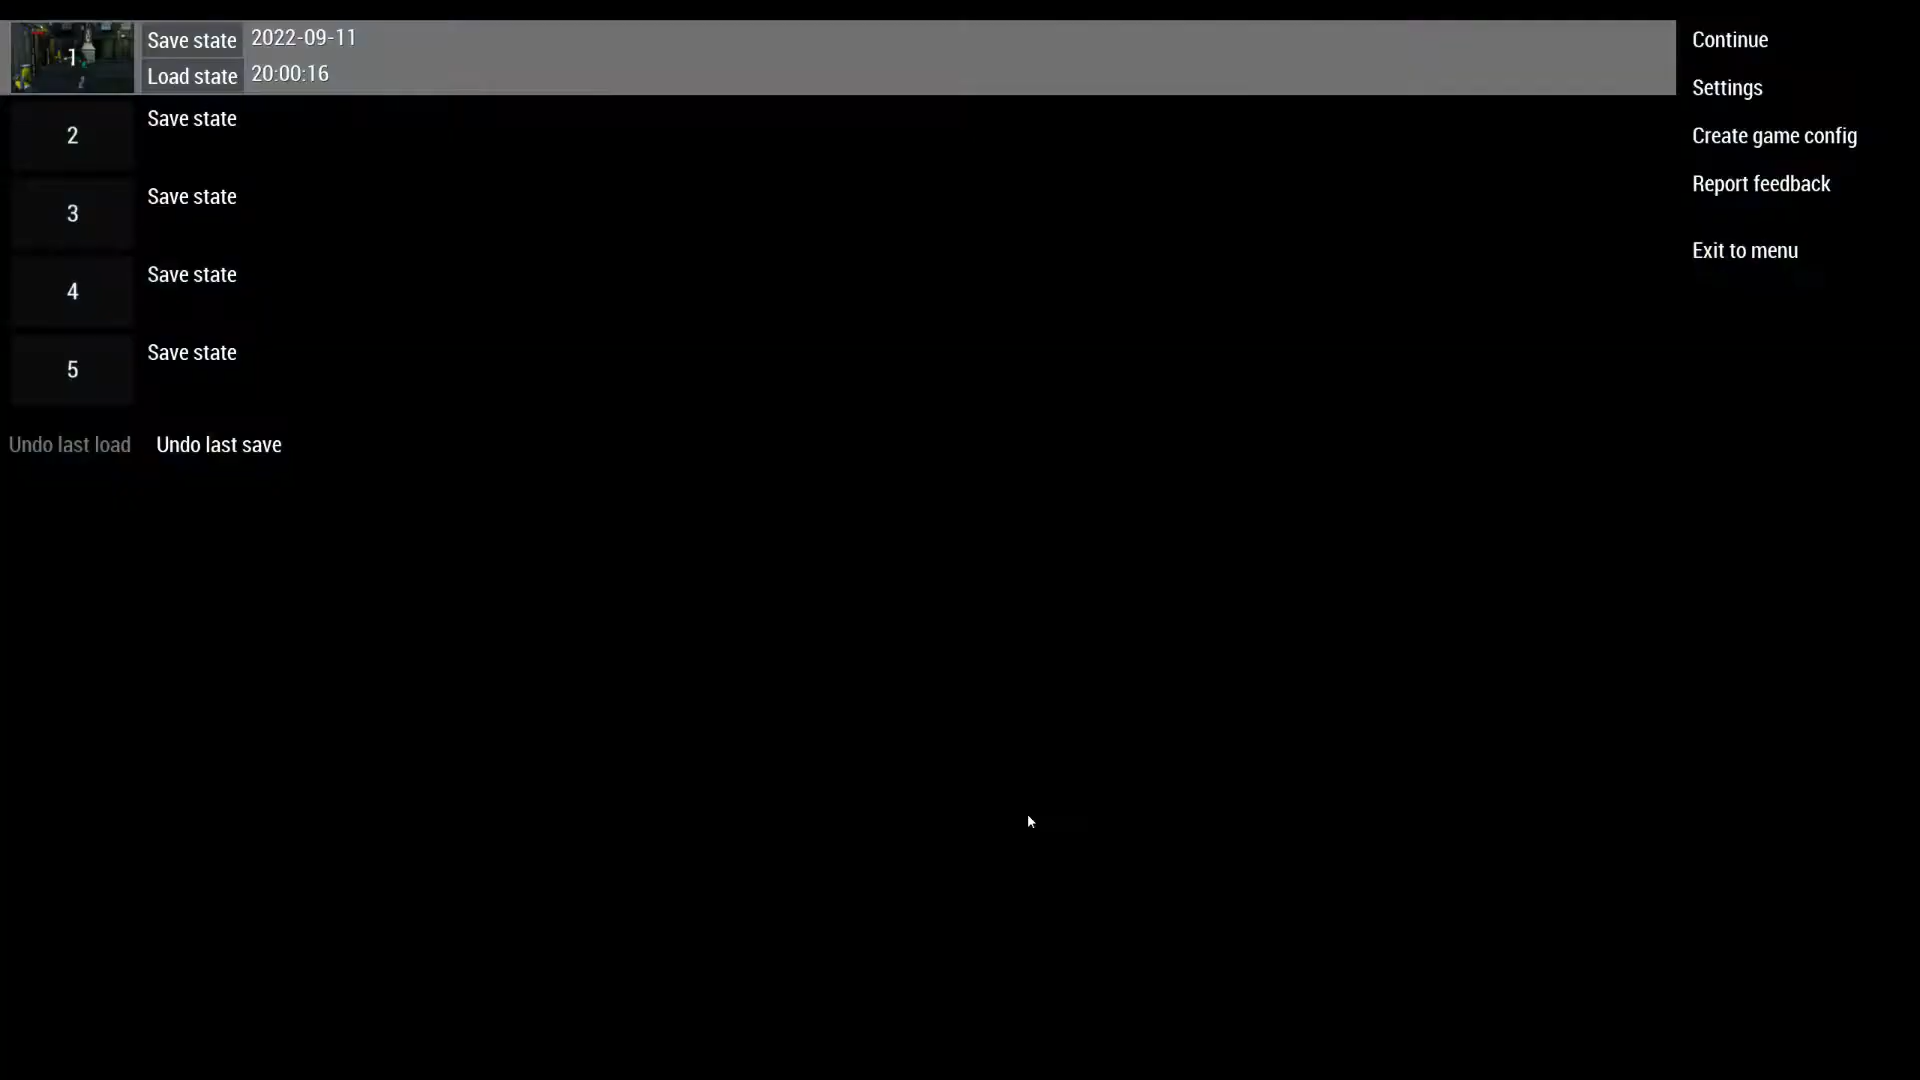 1
Save state
2022-09-11
Load state
20:00:16
2
Save state
3
Save state
4
Save state
5
Save state
Undo last load
Undo last save
Continue
Settings
Create game config
Report feedback
Exit to menu